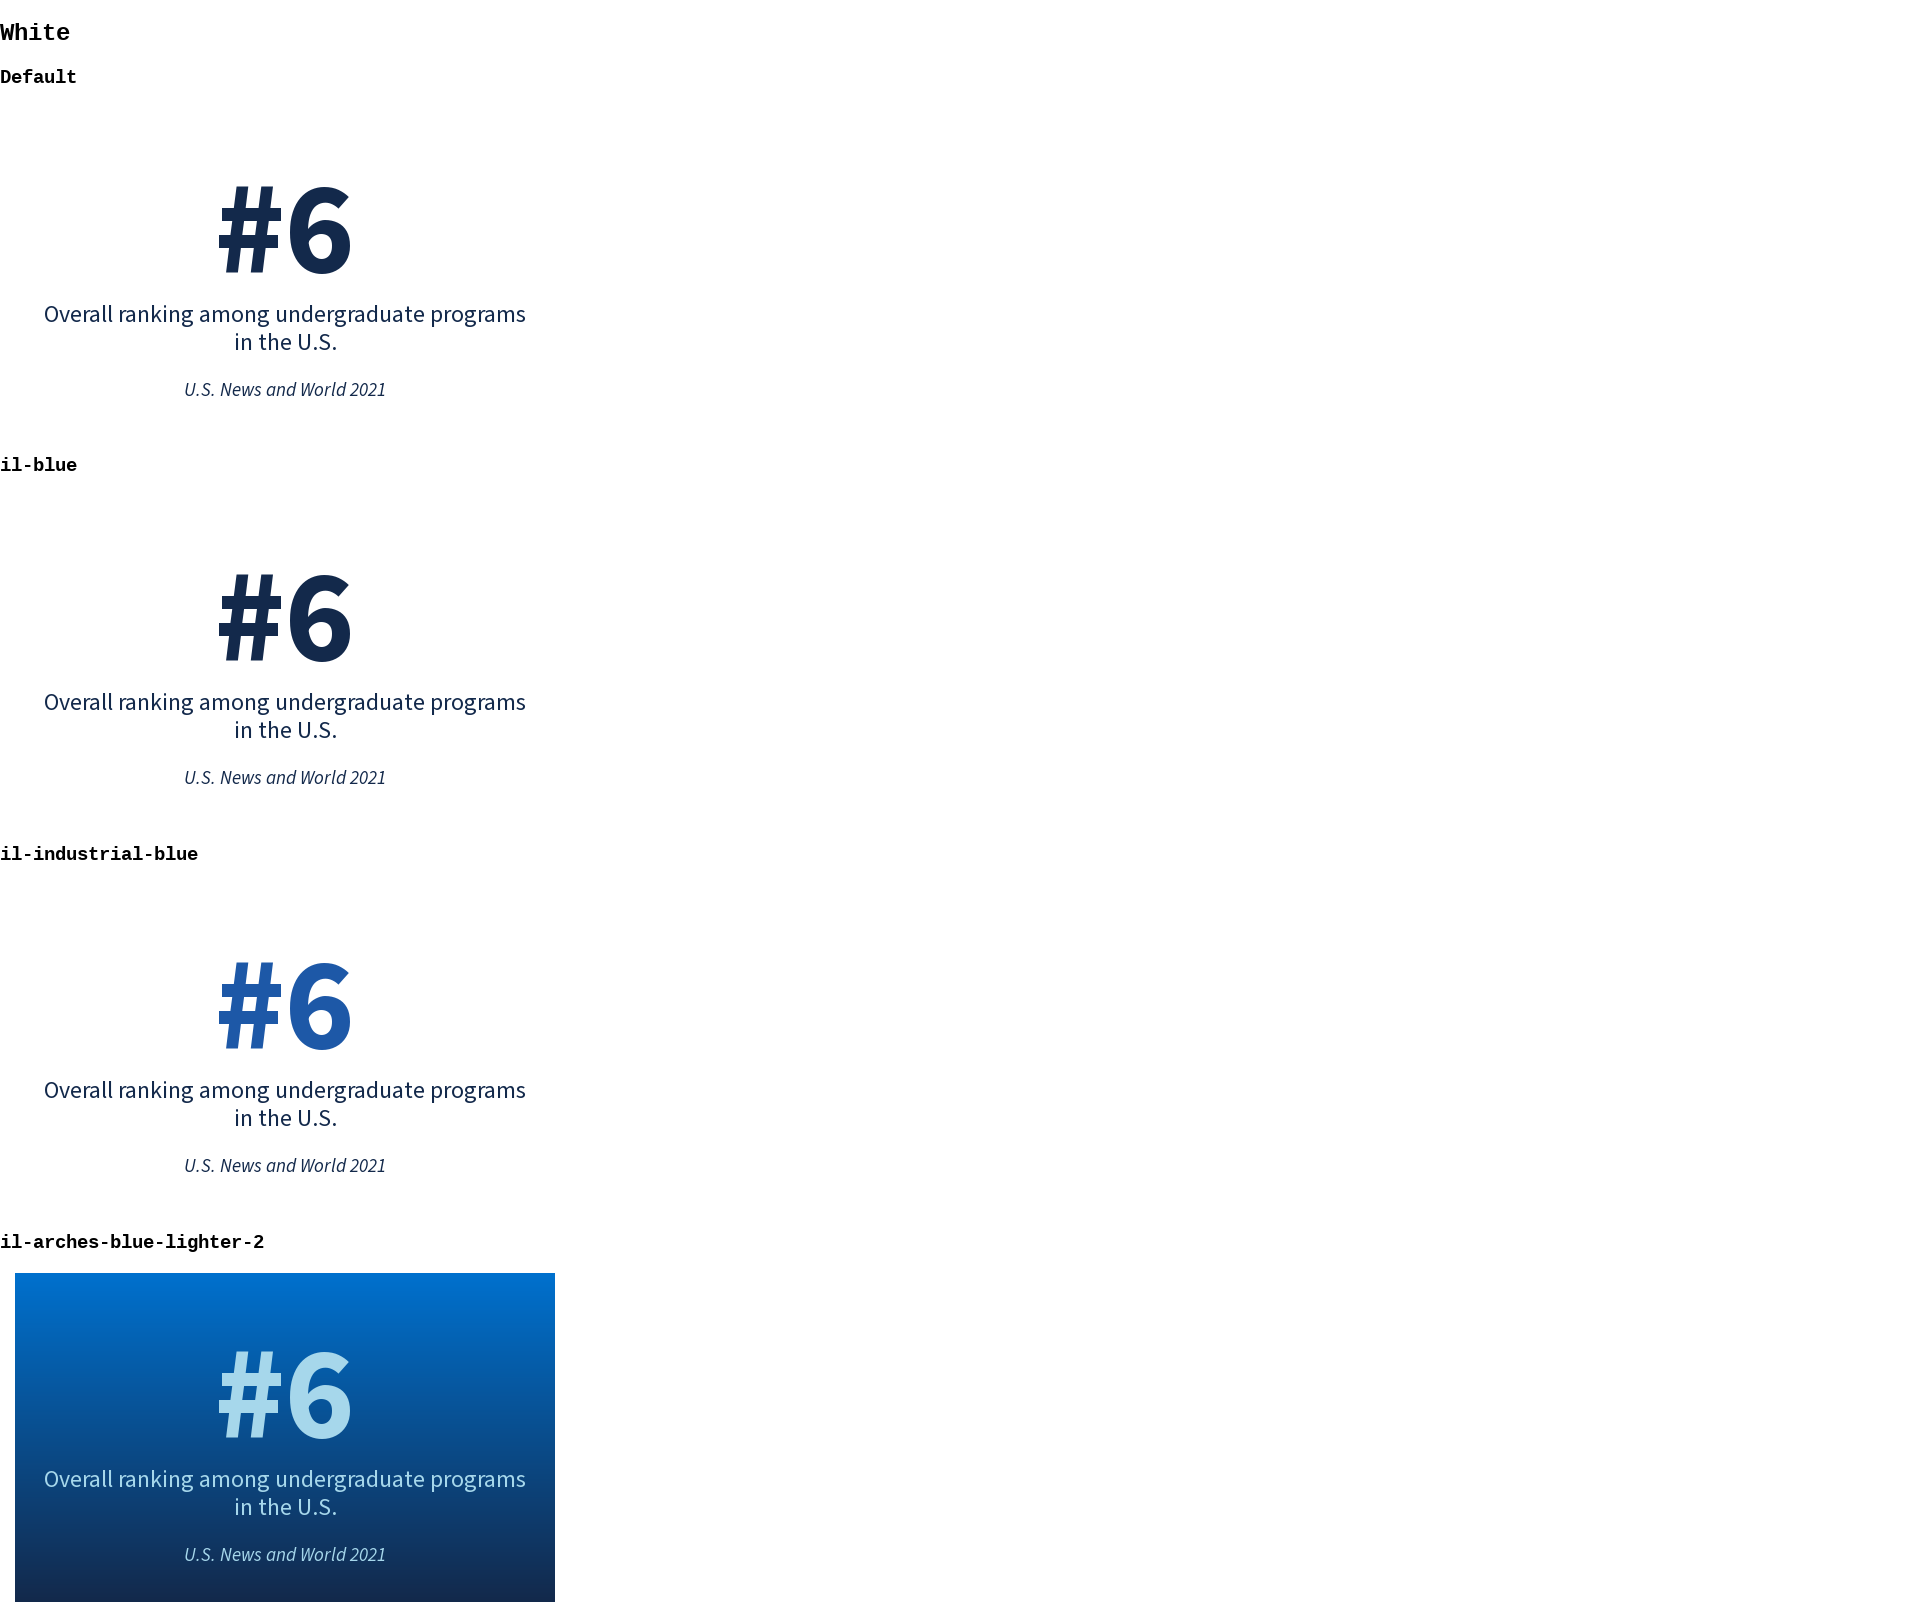 White
Default
#6
Overall ranking among undergraduate programs
in the U.S.
U.S. News and World 2021
il-blue
#6
Overall ranking among undergraduate programs
in the U.S.
U.S. News and World 2021
il-industrial-blue
#6
Overall ranking among undergraduate programs
in the U.S.
U.S. News and World 2021
il-arches-blue-lighter-2
#6
Overall ranking among undergraduate programs
in the U.S.
U.S. News and World 2021